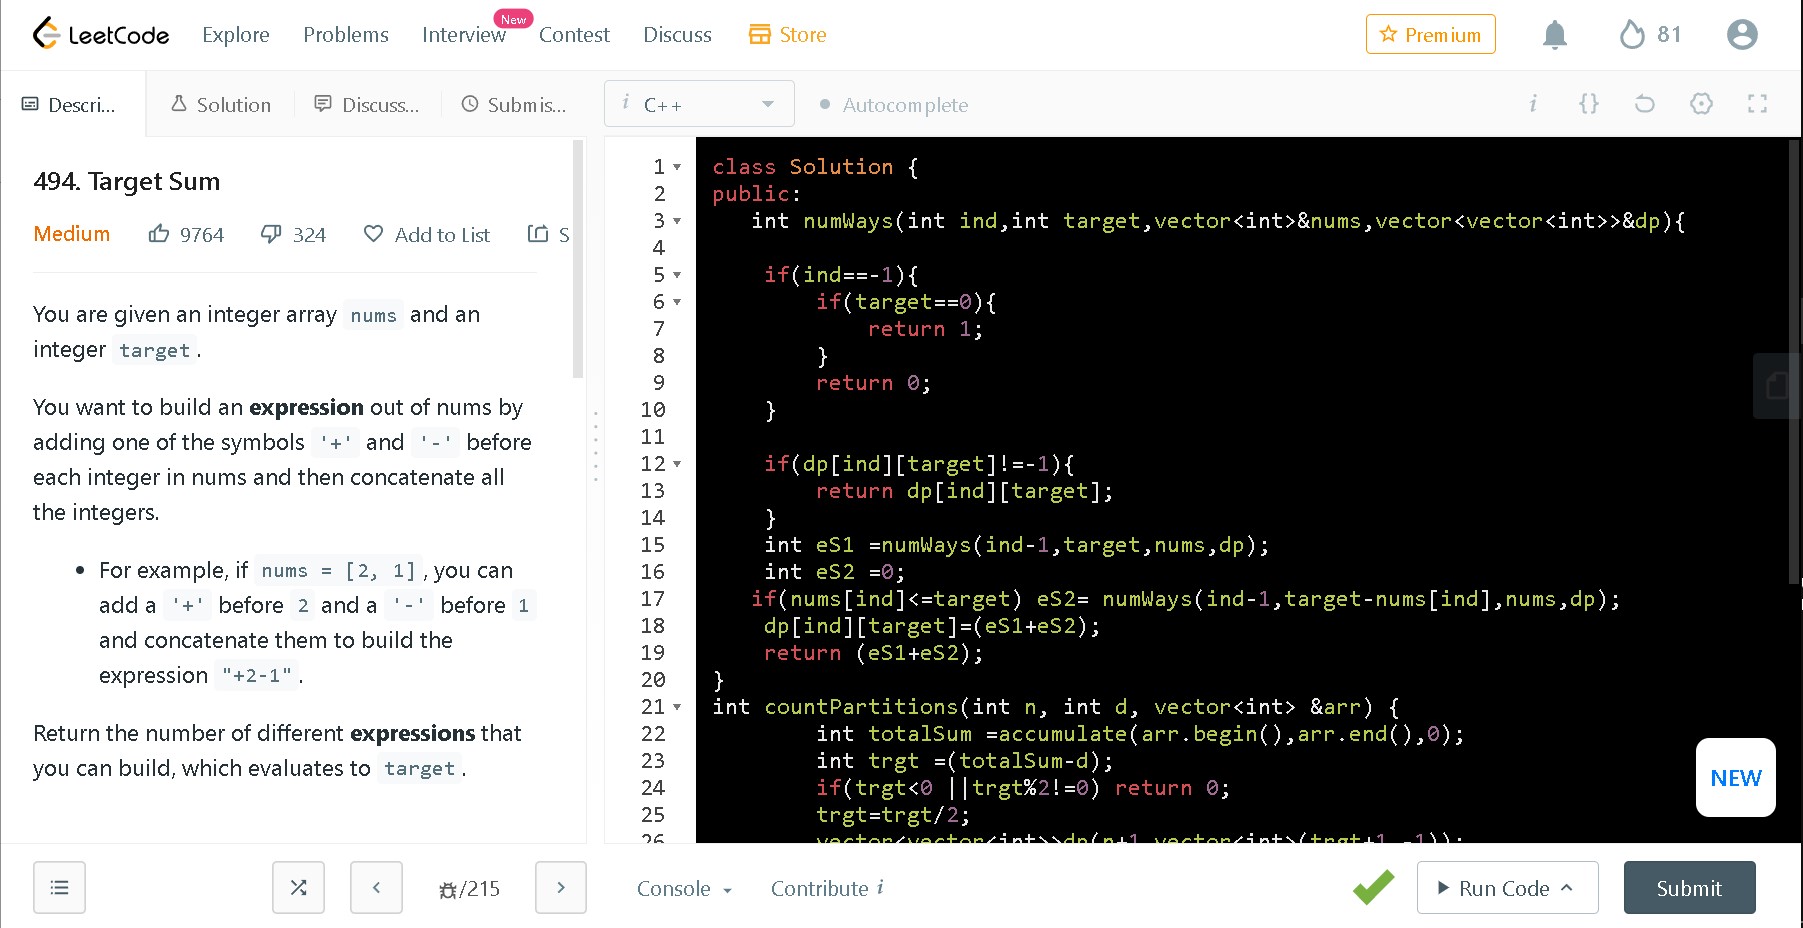 LeetCode Explore Problems Interview New Contest Discuss Store Premium 81
Descri... Solution Discuss... Submis... i C++ Autocomplete i {}
494. Target Sum
Medium 9764 324 Add to List S
You are given an integer array nums and an
integer target.
You want to build an expression out of nums by
adding one of the symbols '+' and '-' before
each integer in nums and then concatenate all
the integers.
• For example, if nums = [2, 1], you can
add a '+' before 2 and a '-' before 1
and concatenate them to build the
expression "+2-1".
Return the number of different expressions that
you can build, which evaluates to target.
1 class Solution {
2 public:
3 int numWays(int ind,int target,vector<int>&nums,vector<vector<int>>&dp){
4
5 if(ind==-1){
6 if(target==0){
7 return 1;
8 }
9 return 0;
10 }
11
12 if(dp[ind][target]!=-1){
13 return dp[ind][target];
14 }
15 int eS1 =numWays(ind-1,target,nums,dp);
16 int eS2 =0;
17 if(nums[ind]<=target) eS2= numWays(ind-1,target-nums[ind],nums,dp);
18 dp[ind][target]=(eS1+eS2);
19 return (eS1+eS2);
20 }
21 int countPartitions(int n, int d, vector<int> &arr) {
22 int totalSum =accumulate(arr.begin(),arr.end(),0);
23 int trgt =(totalSum-d);
24 if(trgt<0 ||trgt%2!=0) return 0;
25 trgt=trgt/2;
26 vector<vector<int>>dp(n+1,vector<int>(trgt+1,-1));
NEW
/215 Console Contribute i Run Code Submit